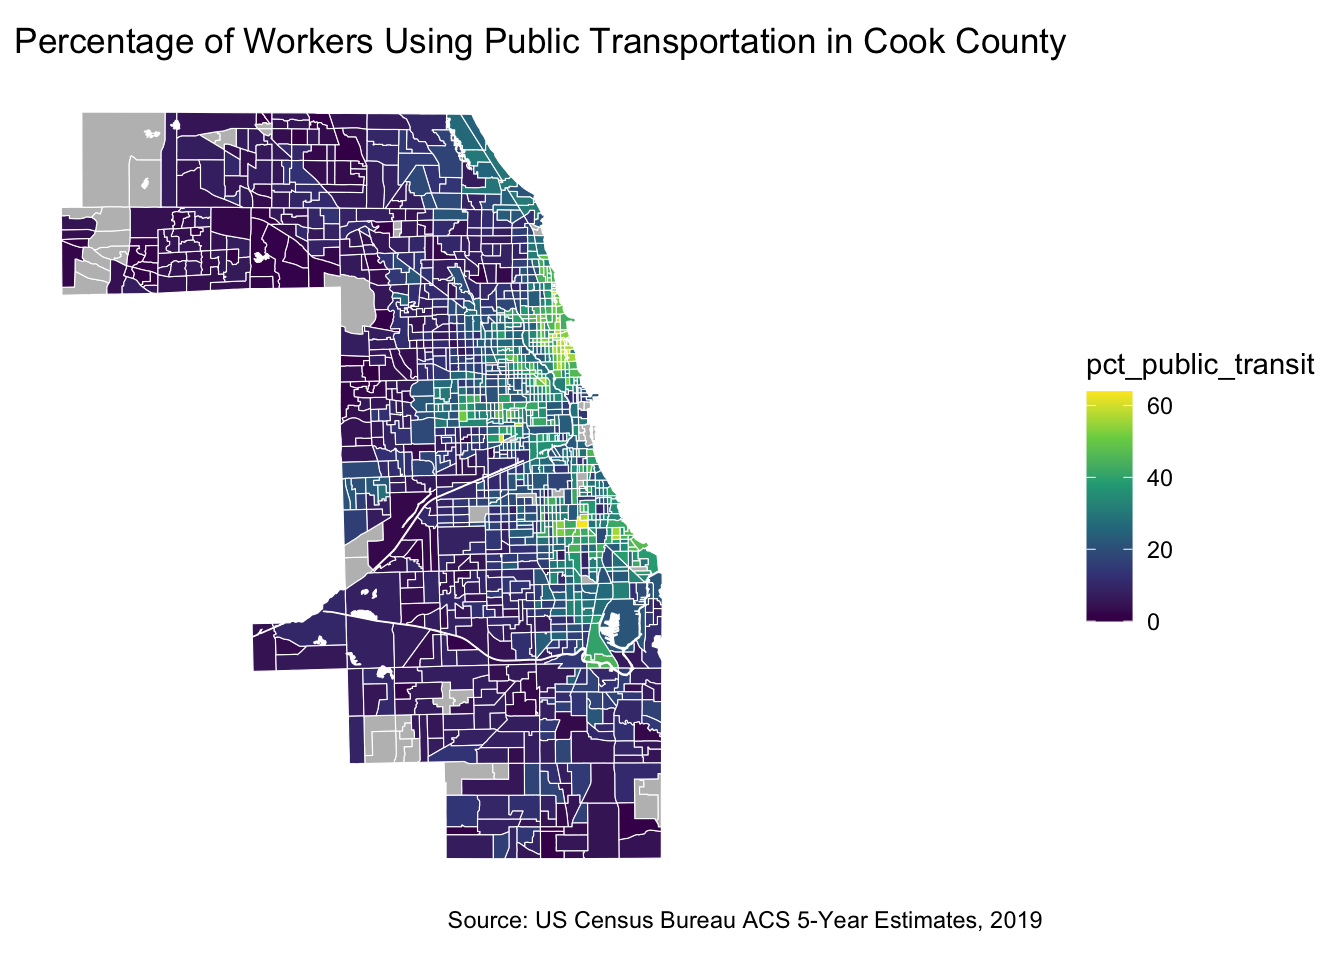 Percentage of Workers Using Public Transportation in Cook County
pct_public_transit
60
40
20
0
Source: US Census Bureau ACS 5-Year Estimates, 2019